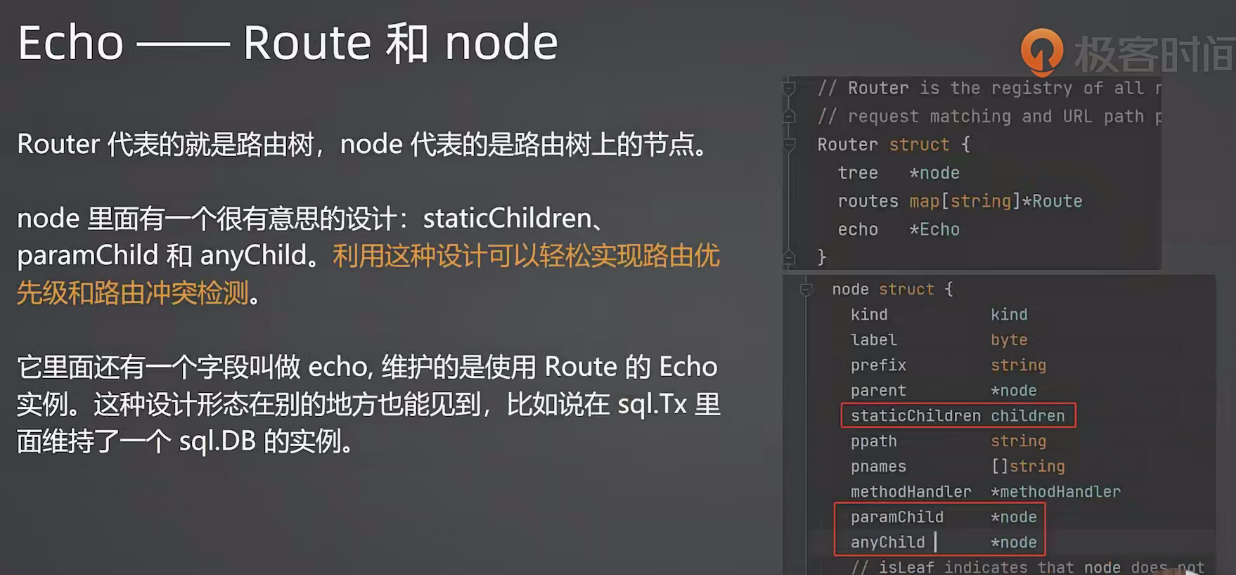 Echo —— Route 和 node
极客时间
Router 代表的就是路由树，node 代表的是路由树上的节点。
node 里面有一个很有意思的设计：staticChildren、
paramChild 和 anyChild。利用这种设计可以轻松实现路由优
先级和路由冲突检测。
它里面还有一个字段叫做 echo, 维护的是使用 Route 的 Echo
实例。这种设计形态在别的地方也能见到，比如说在 sql.Tx 里
面维持了一个 sql.DB 的实例。
// Router is the registry of all r
// request matching and URL path p
Router struct {
tree *node
routes map[string]*Route
echo *Echo
}
node struct {
kind kind
label byte
prefix string
parent *node
staticChildren children
ppath string
pnames []string
methodHandler *methodHandler
paramChild *node
anyChild *node
// isLeaf indicates that node does not